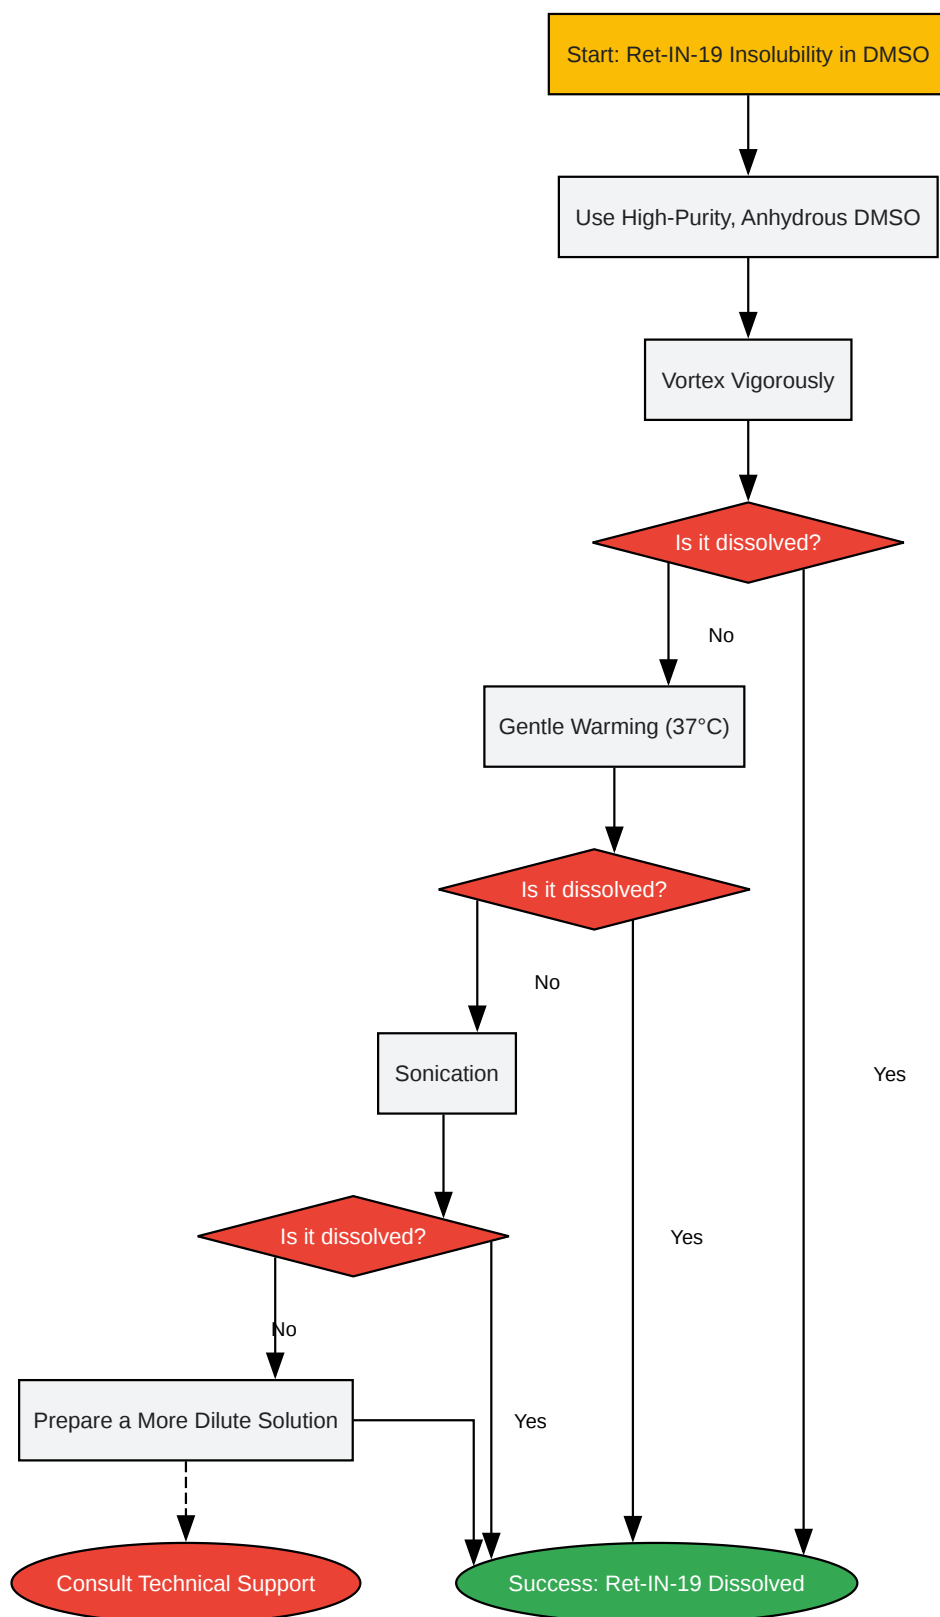 Start: Ret-IN-19 Insolubility in DMSO
Use High-Purity, Anhydrous DMSO
Vortex Vigorously
Is it dissolved?
No
Gentle Warming (37°C)
Is it dissolved?
No
Sonication
Yes
Is it dissolved?
Yes
No
Prepare a More Dilute Solution
Yes
Consult Technical Support
Success: Ret-IN-19 Dissolved